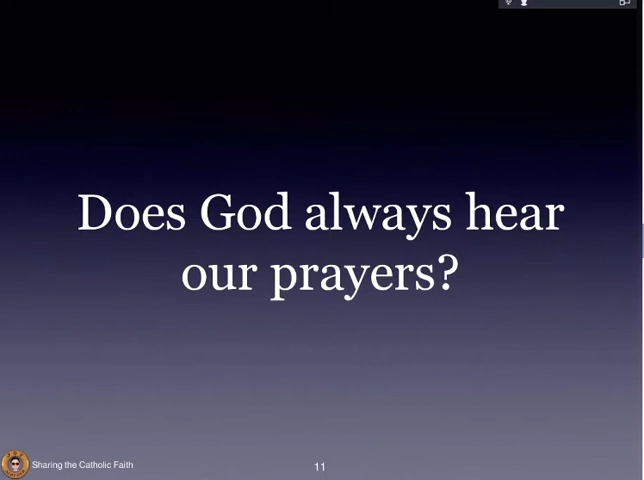 Does God always hear
our prayers?
Sharing the Catholic Faith
11